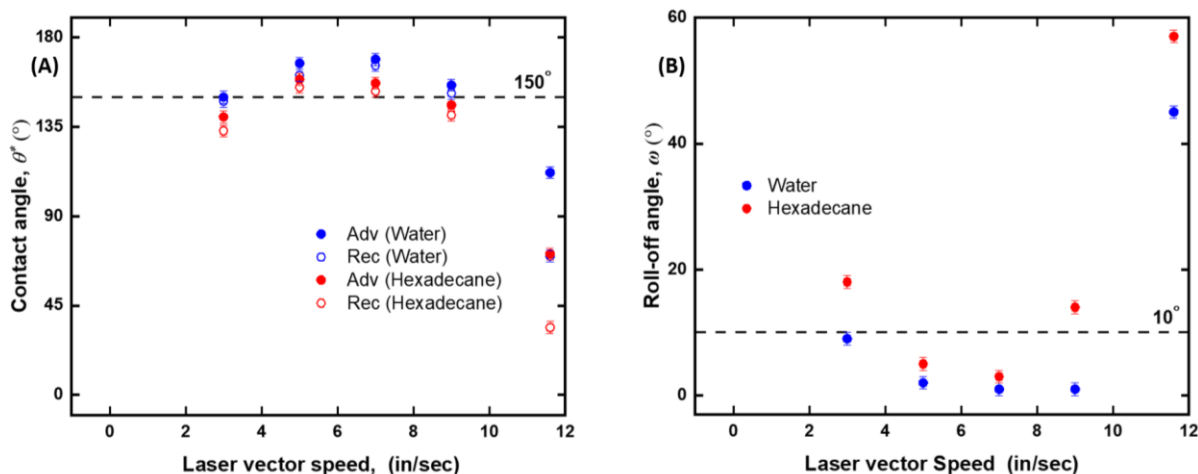 (A)
180
135
90
45
0
150°
Adv (Water)
Rec (Water)
Adv (Hexadecane)
Rec (Hexadecane)
0 2 4 6 8 10 12
Contact angle, θ* (°)
Laser vector speed, (in/sec)
(B)
60
40
20
0
10°
Water
Hexadecane
0 2 4 6 8 10 12
Roll-off angle, ω (°)
Laser vector Speed (in/sec)